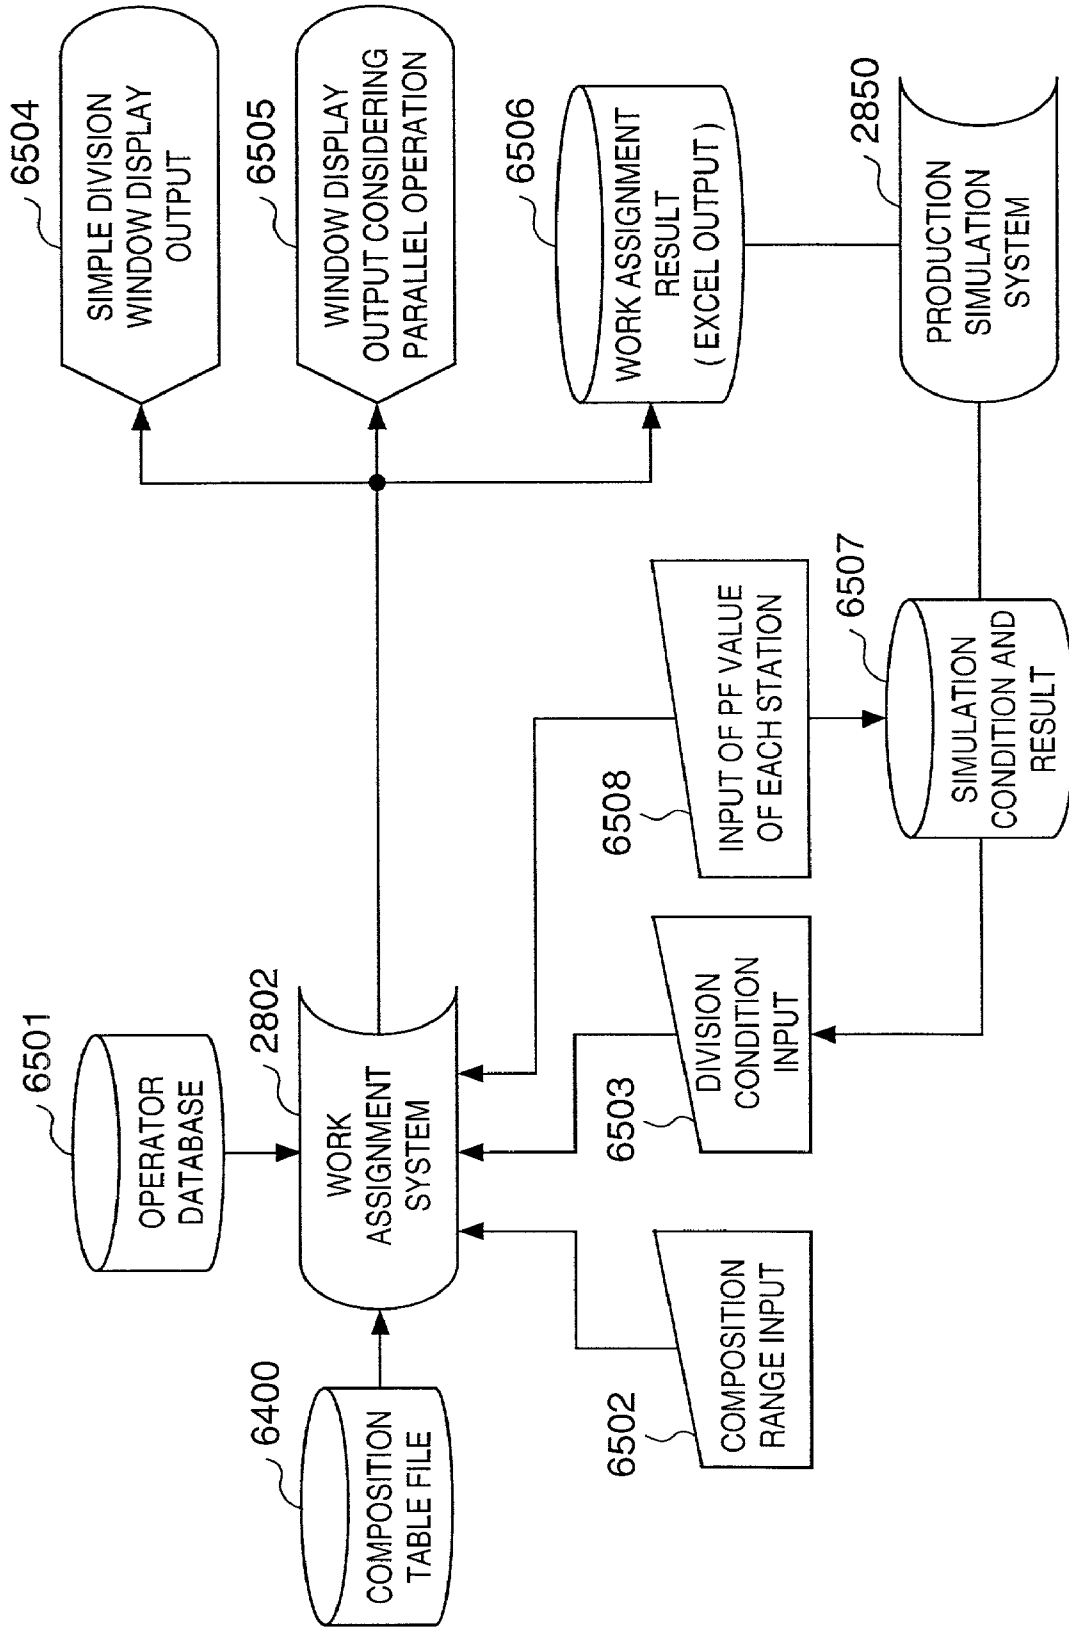 6400
COMPOSITION
TABLE FILE
6501
OPERATOR
DATABASE
2802
WORK
ASSIGNMENT
SYSTEM
6502
COMPOSITION
RANGE INPUT
6503
DIVISION
CONDITION
INPUT
6508
INPUT OF PF VALUE
OF EACH STATION
6507
SIMULATION
CONDITION AND
RESULT
6504
SIMPLE DIVISION
WINDOW DISPLAY
OUTPUT
6505
WINDOW DISPLAY
OUTPUT CONSIDERING
PARALLEL OPERATION
6506
WORK ASSIGNMENT
RESULT
( EXCEL OUTPUT )
2850
PRODUCTION
SIMULATION
SYSTEM